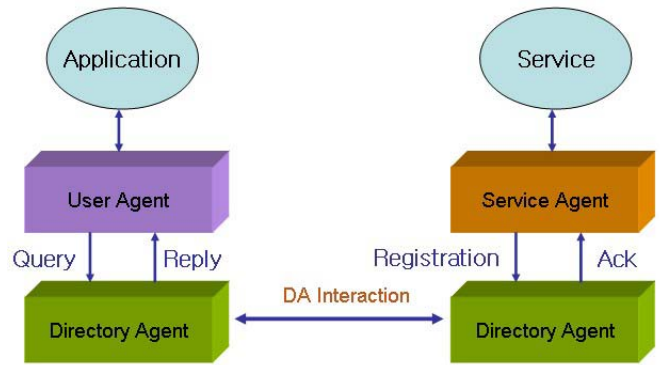 Application
Service
User Agent
Service Agent
Query
Reply
Registration
Ack
DA Interaction
Directory Agent
Directory Agent